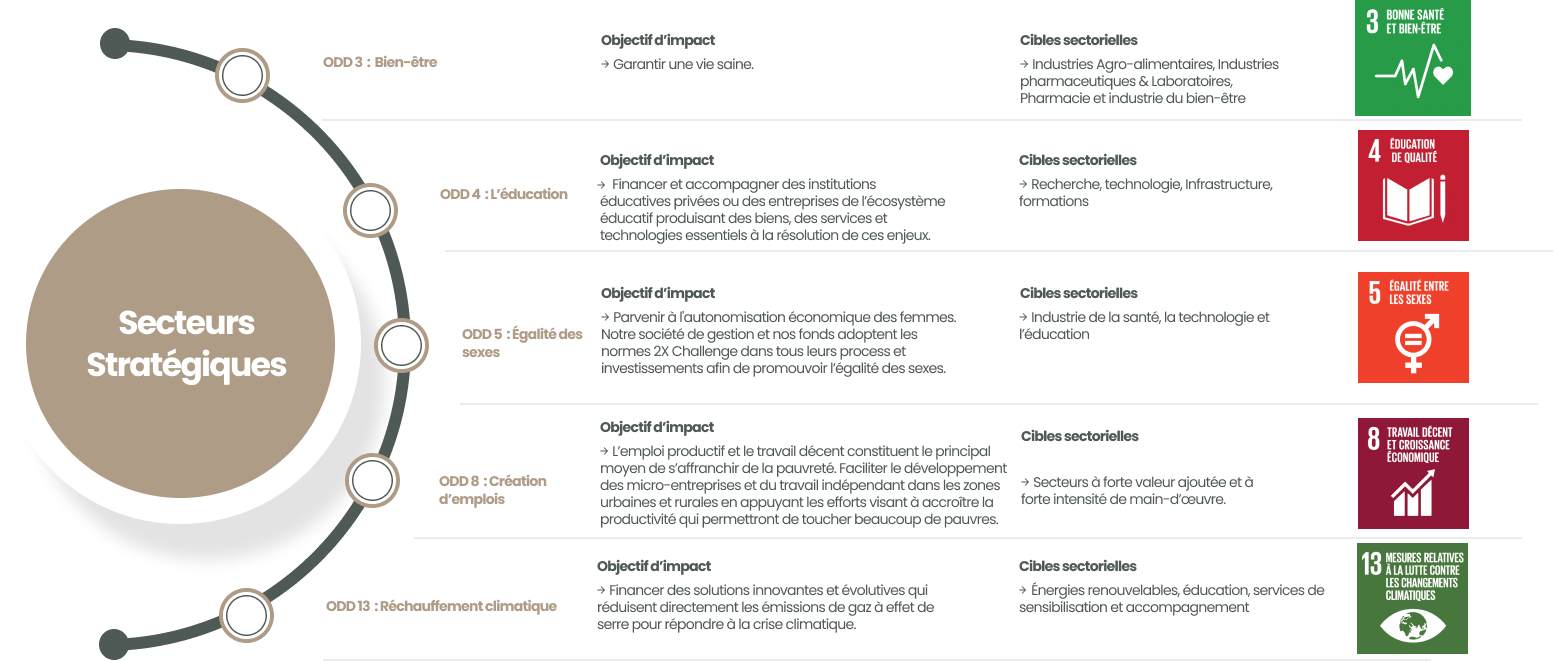 Secteurs
Stratégiques
ODD 3 : Bien-être
Objectif d’impact
→ Garantir une vie saine.
Cibles sectorielles
→ Industries Agro-alimentaires, Industries
pharmaceutiques & Laboratoires,
Pharmacie et industrie du bien-être
3 BONNE SANTÉ
ET BIEN-ÊTRE
ODD 4 : L’éducation
Objectif d’impact
→ Financer et accompagner des institutions
éducatives privées ou des entreprises de l’écosystème
éducatif produisant des biens, des services et
technologies essentiels à la résolution de ces enjeux.
Cibles sectorielles
→ Recherche, technologie, Infrastructure,
formations
4 ÉDUCATION
DE QUALITÉ
ODD 5 : Égalité des
sexes
Objectif d’impact
→ Parvenir à l'autonomisation économique des femmes.
Notre société de gestion et nos fonds adoptent les
normes 2X Challenge dans tous leurs process et
investissements afin de promouvoir l’égalité des sexes.
Cibles sectorielles
→ Industrie de la santé, la technologie et
l’éducation
5 ÉGALITÉ ENTRE
LES SEXES
ODD 8 : Création
d’emplois
Objectif d’impact
→ L’emploi productif et le travail décent constituent le principal
moyen de s’affranchir de la pauvreté. Faciliter le développement
des micro-entreprises et du travail indépendant dans les zones
urbaines et rurales en appuyant les efforts visant à accroître la
productivité qui permettront de toucher beaucoup de pauvres.
Cibles sectorielles
→ Secteurs à forte valeur ajoutée et à
forte intensité de main-d’œuvre.
8 TRAVAIL DÉCENT
ET CROISSANCE
ÉCONOMIQUE
ODD 13 : Réchauffement climatique
Objectif d’impact
→ Financer des solutions innovantes et évolutives qui
réduisent directement les émissions de gaz à effet de
serre pour répondre à la crise climatique.
Cibles sectorielles
→ Énergies renouvelables, éducation, services de
sensibilisation et accompagnement
13 MESURES RELATIVES
À LA LUTTE CONTRE
LES CHANGEMENTS
CLIMATIQUES